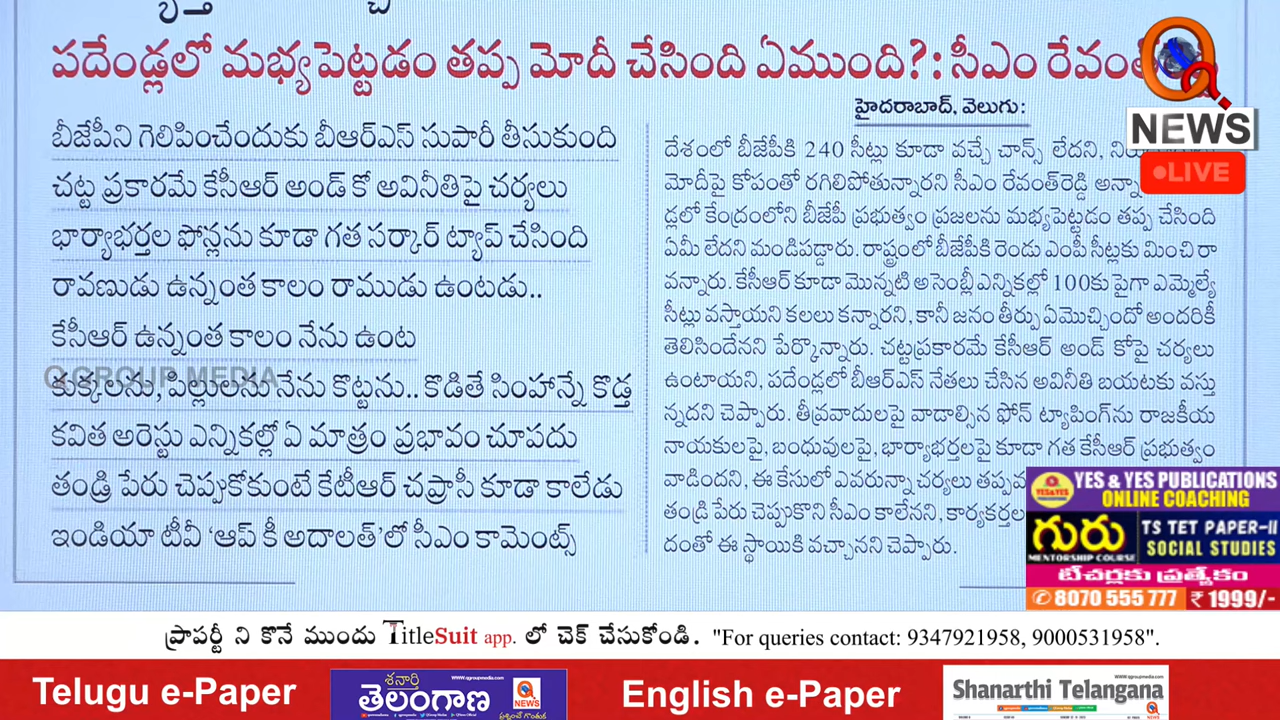 పదేండ్లలో మభ్యపెట్టడం తప్ప మోదీ చేసింది ఏముంది?: సీఎం రేవంత్
బీజేపీని గెలిపించేందుకు బీఆర్ఎస్ సుపారీ తీసుకుంది
చట్ట ప్రకారమే కేసీఆర్ అండ్ కో అవినీతిపై చర్యలు
భార్యాభర్తల ఫోన్లను కూడా గత సర్కార్ ట్యాప్ చేసింది
రావణుడు ఉన్నంత కాలం రాముడు ఉంటడు..
కేసీఆర్ ఉన్నంత కాలం నేను ఉంట
కుక్కలను, పిల్లులను నేను కొట్టను.. కొడితే సింహాన్నే కొడ్త
కవిత అరెస్టు ఎన్నికల్లో ఏ మాత్రం ప్రభావం చూపదు
తండ్రి పేరు చెప్పుకోకుంటే కేటీఆర్ చప్రాసీ కూడా కాలేడు
ఇండియా టీవీ ‘ఆప్ కీ అదాలత్’లో సీఎం కామెంట్స్
Q GROUP MEDIA
హైదరాబాద్, వెలుగు:
దేశంలో బీజేపీకి 240 సీట్లు కూడా వచ్చే చాన్స్ లేదని,
మోదీపై కోపంతో రగిలిపోతున్నారని సీఎం రేవంత్‌రెడ్డి
డ్లలో కేంద్రంలోని బీజేపీ ప్రభుత్వం ప్రజలను మభ్యపెట్టడం తప్ప చేసింది
ఏమీ లేదని మండిపడ్డారు. రాష్ట్రంలో బీజేపీకి రెండు ఎంపీ సీట్లకు మించి రా
వన్నారు. కేసీఆర్ కూడా మొన్నటి అసెంబ్లీ ఎన్నికల్లో 100కు పైగా ఎమ్మెల్యే
సీట్లు వస్తాయని కలలు కన్నారని, కానీ జనం తీర్పు ఏమొచ్చిందో అందరికీ
తెలిసిందేనని పేర్కొన్నారు. చట్టప్రకారమే కేసీఆర్ అండ్ కోపై చర్యలు
ఉంటాయని, పదేండ్లలో బీఆర్ఎస్ నేతలు చేసిన అవినీతి బయటకు వస్తు
న్నదని చెప్పారు. తీవ్రవాదులపై వాడాల్సిన ఫోన్ ట్యాపింగ్‌ను రాజకీయ
నాయకులపై, బంధువులపై, భార్యాభర్తలపై కూడా గత కేసీఆర్ ప్రభుత్వం
వాడిందని, ఈ కేసులో ఎవరున్నా చర్యలు
తండ్రి పేరు చెప్పుకొని సీఎం కాలేనని, కార్యకర్తల
దంతో ఈ స్థాయికి వచ్చానని చెప్పారు.
Q
NEWS
LIVE
YES & YES PUBLICATIONS
ONLINE COACHING
గురు
MENTORSHIP COURSE
TS TET PAPER-II
SOCIAL STUDIES
టీచర్లకు ప్రత్యేకం
8070 555 777
₹ 1999/-
ప్రాపర్టీ ని కొనే ముందు TitleSuit app. లో చెక్ చేసుకోండి. "For queries contact: 9347921958, 9000531958".
Telugu e-Paper
శనార్తి
తెలంగాణ
NEWS
English e-Paper
Shanarthi Telangana